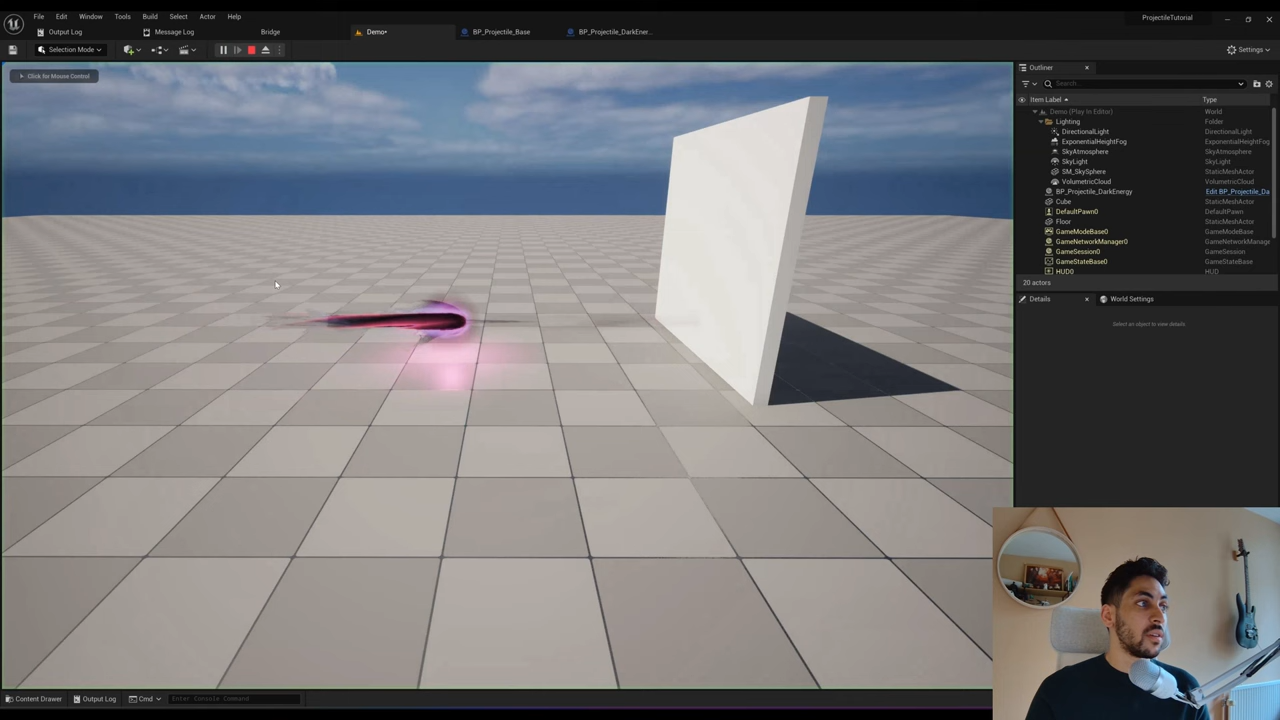 File Edit Window Tools Build Select Actor Help
ProjectileTutorial
Output Log Message Log Bridge Demo• BP_Projectile_Base BP_Projectile_DarkEner...
Selection Mode
Settings
Click for Mouse Control
Outliner
Search...
Item Label Type
Demo (Play In Editor) World
Lighting Folder
DirectionalLight DirectionalLight
ExponentialHeightFog ExponentialHeightFog
SkyAtmosphere SkyAtmosphere
SkyLight SkyLight
SM_SkySphere StaticMeshActor
VolumetricCloud VolumetricCloud
BP_Projectile_DarkEnergy Edit BP_Projectile_Da
Cube StaticMeshActor
DefaultPawn0 DefaultPawn
Floor StaticMeshActor
GameModeBase0 GameModeBase
GameNetworkManager0 GameNetworkManage
GameSession0 GameSession
GameStateBase0 GameStateBase
HUD0 HUD
20 actors
Details World Settings
Select an object to view details.
Content Drawer Output Log Cmd Enter Console Command